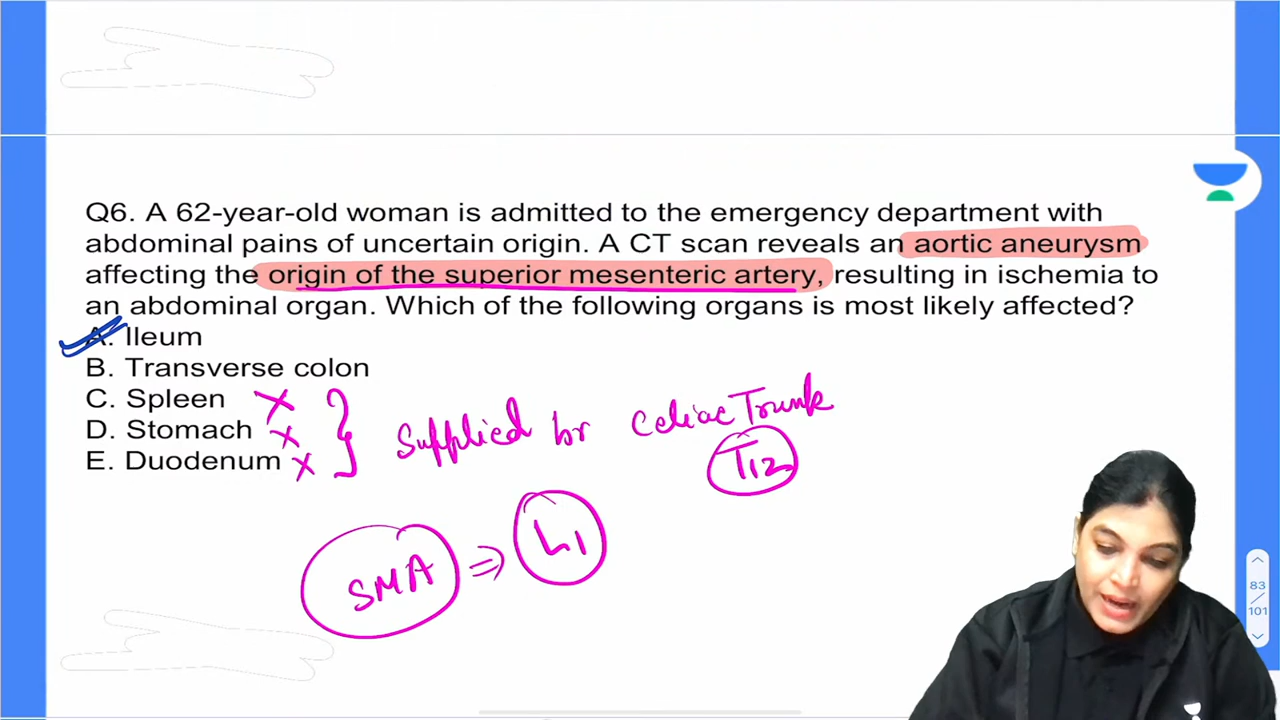 Q6. A 62-year-old woman is admitted to the emergency department with
abdominal pains of uncertain origin. A CT scan reveals an aortic aneurysm
affecting the origin of the superior mesenteric artery, resulting in ischemia to
an abdominal organ. Which of the following organs is most likely affected?
A. Ileum
B. Transverse colon
C. Spleen X
D. Stomach X
E. Duodenum X
Supplied by Celiac Trunk
T12
SMA ⇒ L1
83
/
101